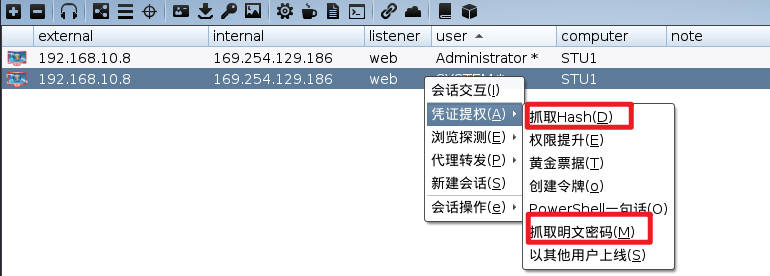 external internal listener user computer note
192.168.10.8 169.254.129.186 web Administrator * STU1
192.168.10.8 169.254.129.186 web SYSTEM * STU1
会话交互(I)
凭证提权(A)
浏览探测(E)
代理转发(P)
新建会话(S)
会话操作(e)
抓取Hash(D)
权限提升(E)
黄金票据(T)
创建令牌(o)
PowerShell一句话(O)
抓取明文密码(M)
以其他用户上线(S)